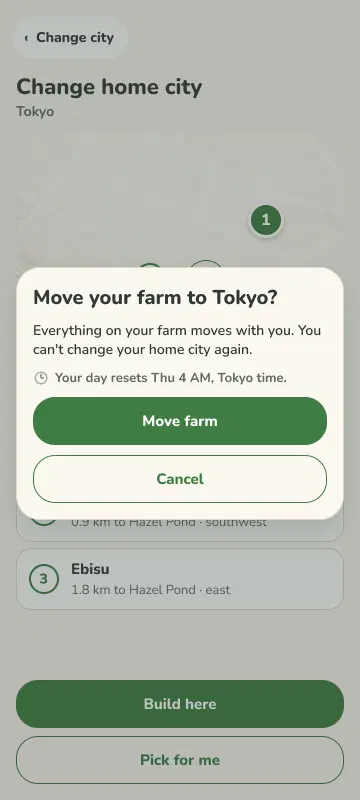 ‹ Change city
Change home city
Tokyo
1
Move your farm to Tokyo?
Everything on your farm moves with you. You
can't change your home city again.
Your day resets Thu 4 AM, Tokyo time.
Move farm
Cancel
0.9 km to Hazel Pond · southwest
3
Ebisu
1.8 km to Hazel Pond · east
Build here
Pick for me